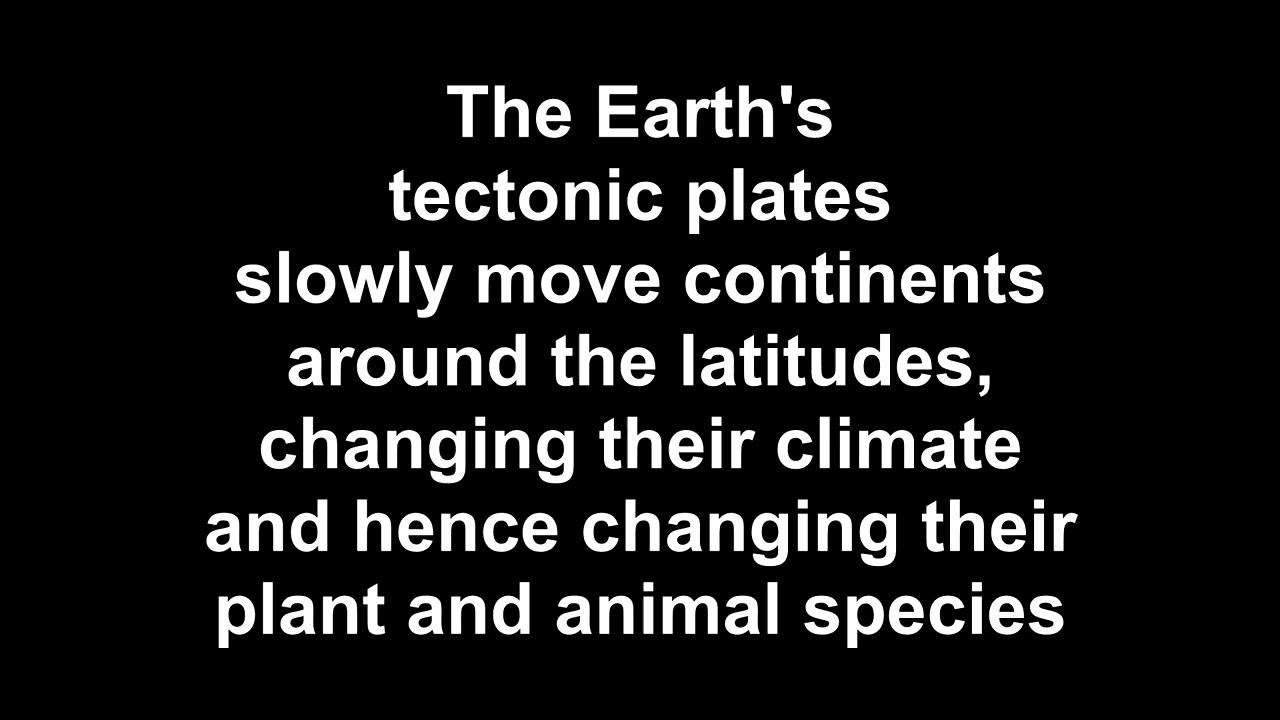 The Earth's
tectonic plates
slowly move continents
around the latitudes,
changing their climate
and hence changing their
plant and animal species